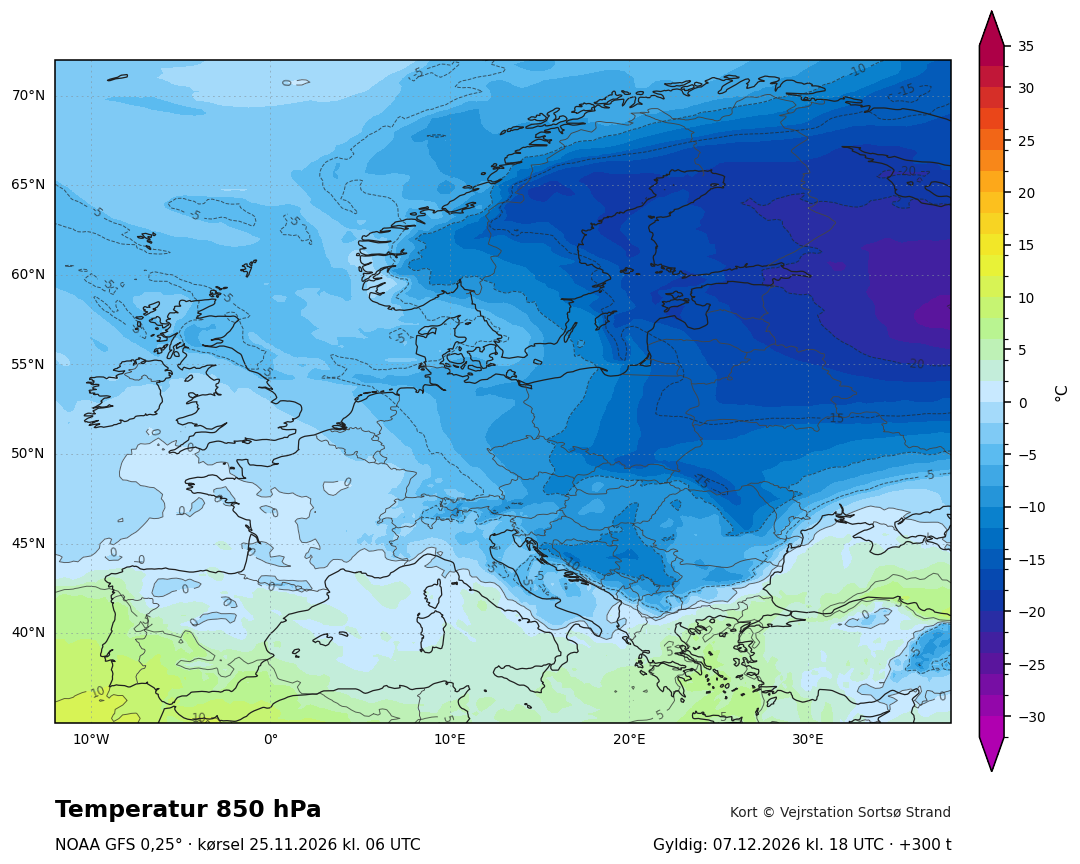 35
30
25
20
15
10
5
0
−5
−10
−15
−20
−25
−30
°C
70°N
65°N
60°N
55°N
50°N
45°N
40°N
10°W
0°
10°E
20°E
30°E
Temperatur 850 hPa
Kort © Vejrstation Sortsø Strand
NOAA GFS 0,25° · kørsel 25.11.2026 kl. 06 UTC
Gyldig: 07.12.2026 kl. 18 UTC · +300 t